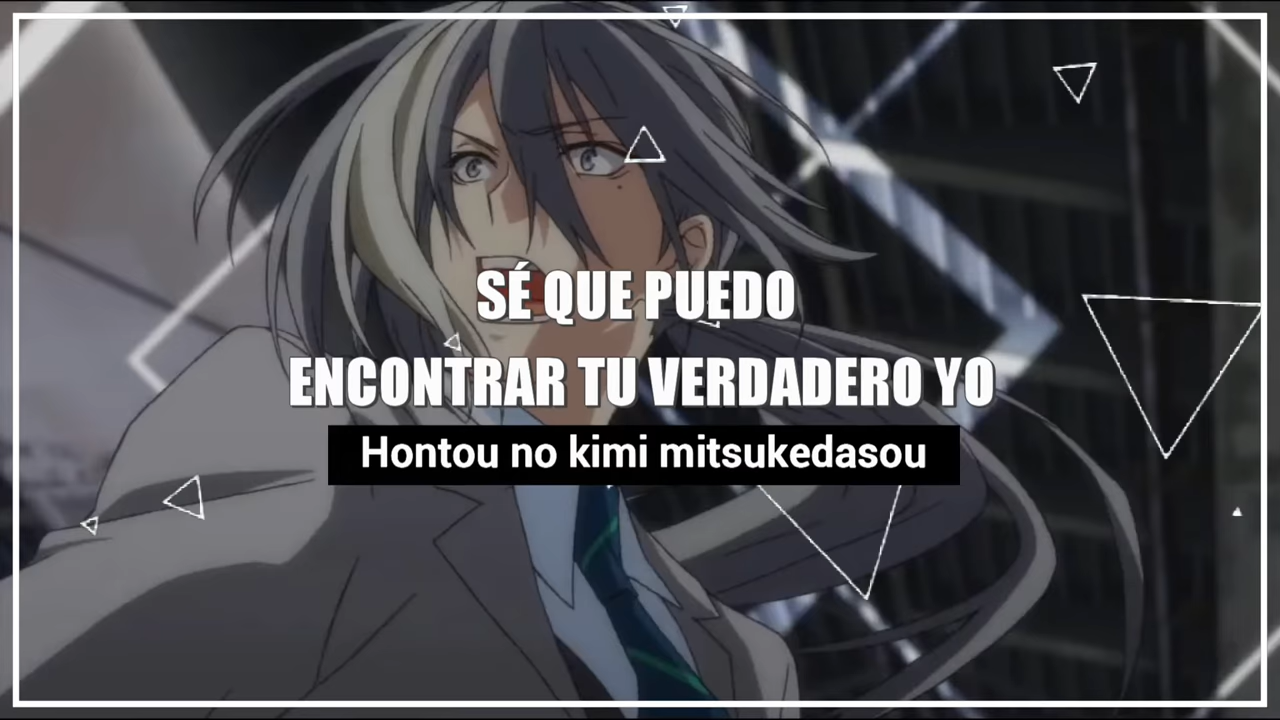 SÉ QUE PUEDO
ENCONTRAR TU VERDADERO YO
Hontou no kimi mitsukedasou